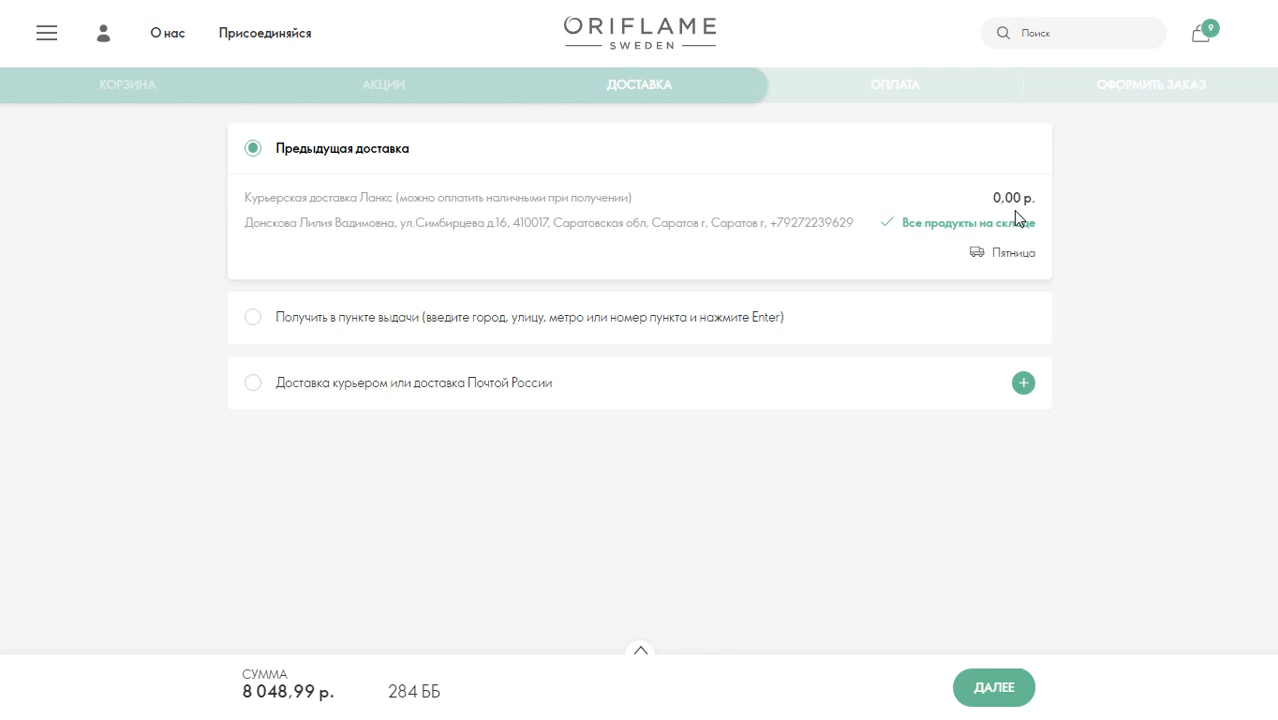 О нас Присоединяйся ORIFLAME Поиск 9
SWEDEN
КОРЗИНА АКЦИИ ДОСТАВКА ОПЛАТА ОФОРМИТЬ ЗАКАЗ
Предыдущая доставка
Курьерская доставка Ланкс (можно оплатить наличными при получении) 0,00 р.
Донскова Лилия Вадимовна, ул.Симбирцева д.16, 410017, Саратовская обл, Саратов г, Саратов г, +79272239629 Все продукты на складе
Пятница
Получить в пункте выдачи (введите город, улицу, метро или номер пункта и нажмите Enter)
Доставка курьером или доставка Почтой России
СУММА
8 048,99 р. 284 ББ ДАЛЕЕ